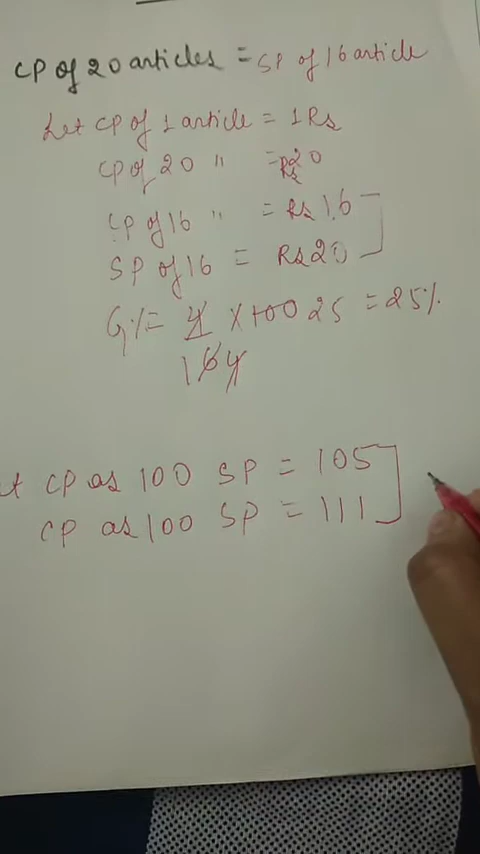 CP of 20 articles = SP of 16 article
Let CP of 1 article = 1 Rs
CP of 20 " = Rs 20
CP of 16 " = Rs 16
SP of 16 = Rs 20
G% = 4 × 100 25 = 25%
16 4
CP as 100 SP = 105
CP as 100 SP = 111